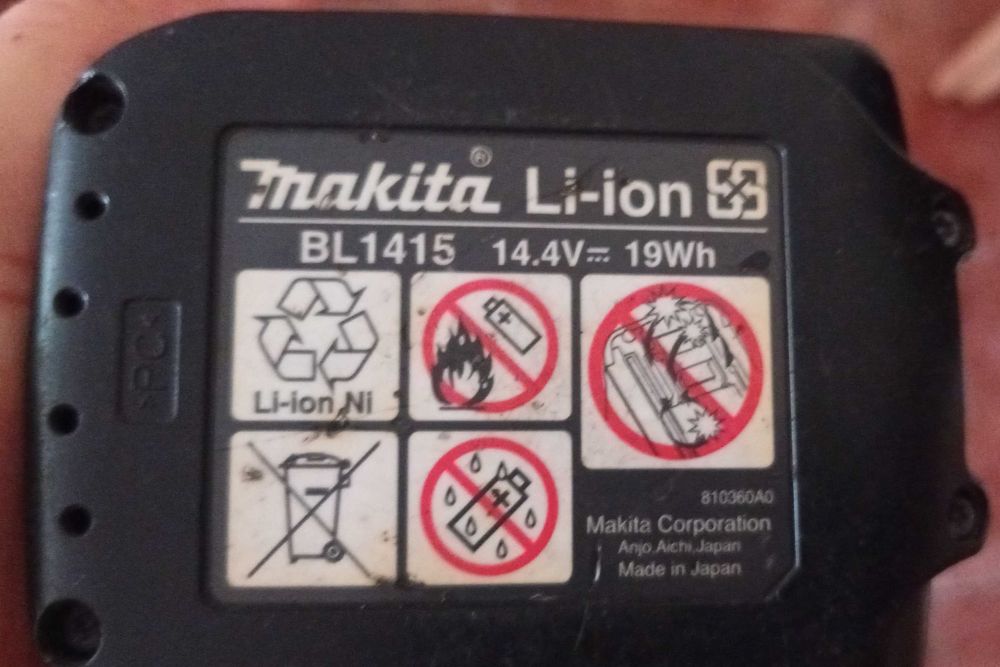 makita® Li-ion
BL1415 14.4V⎓ 19Wh
Li-ion Ni
>PC<
810360A0
Makita Corporation
Anjo,Aichi,Japan
Made in Japan